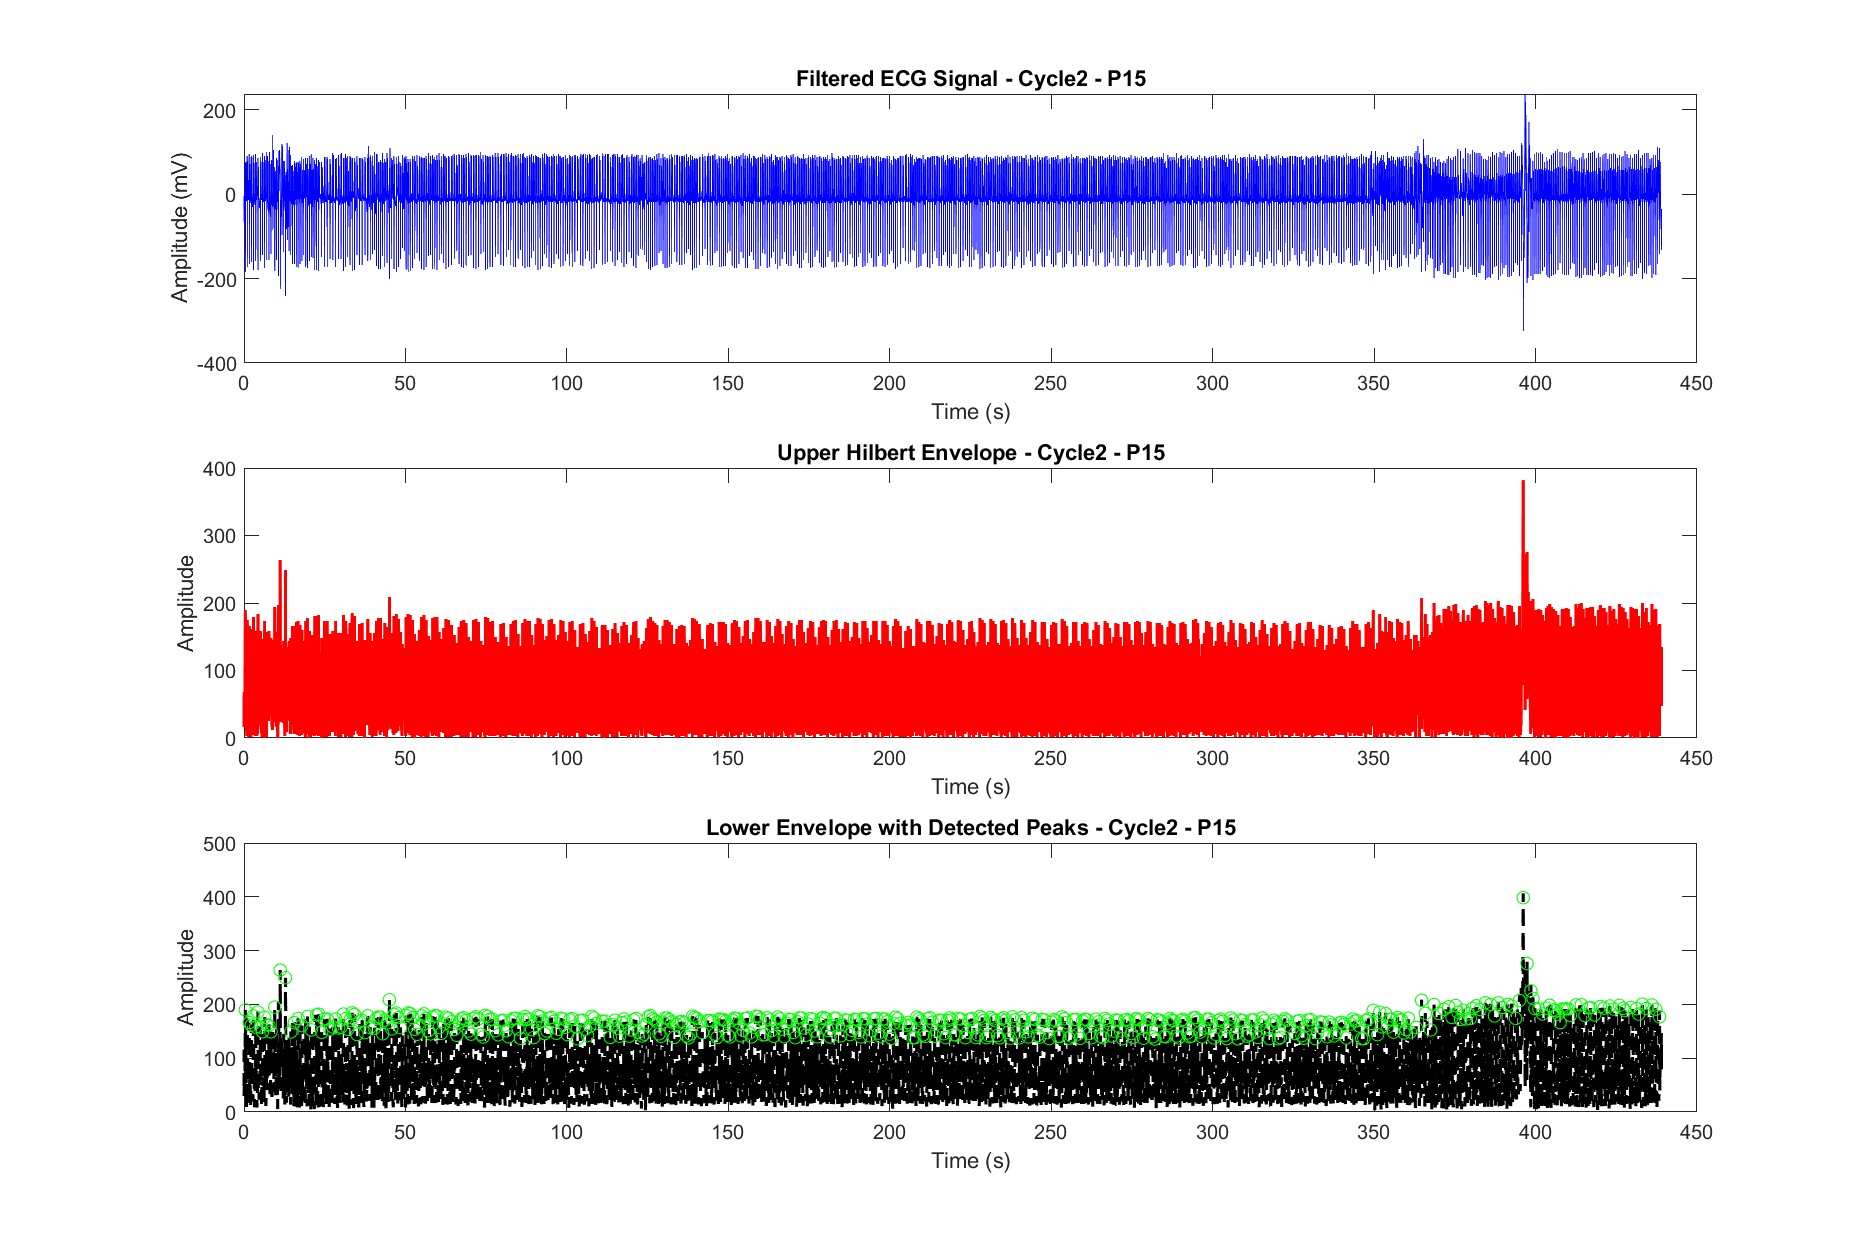 Filtered ECG Signal - Cycle2 - P15
200
0
-200
-400
Amplitude (mV)
0 50 100 150 200 250 300 350 400 450
Time (s)
Upper Hilbert Envelope - Cycle2 - P15
400
300
200
100
0
Amplitude
0 50 100 150 200 250 300 350 400 450
Time (s)
Lower Envelope with Detected Peaks - Cycle2 - P15
500
400
300
200
100
0
Amplitude
0 50 100 150 200 250 300 350 400 450
Time (s)